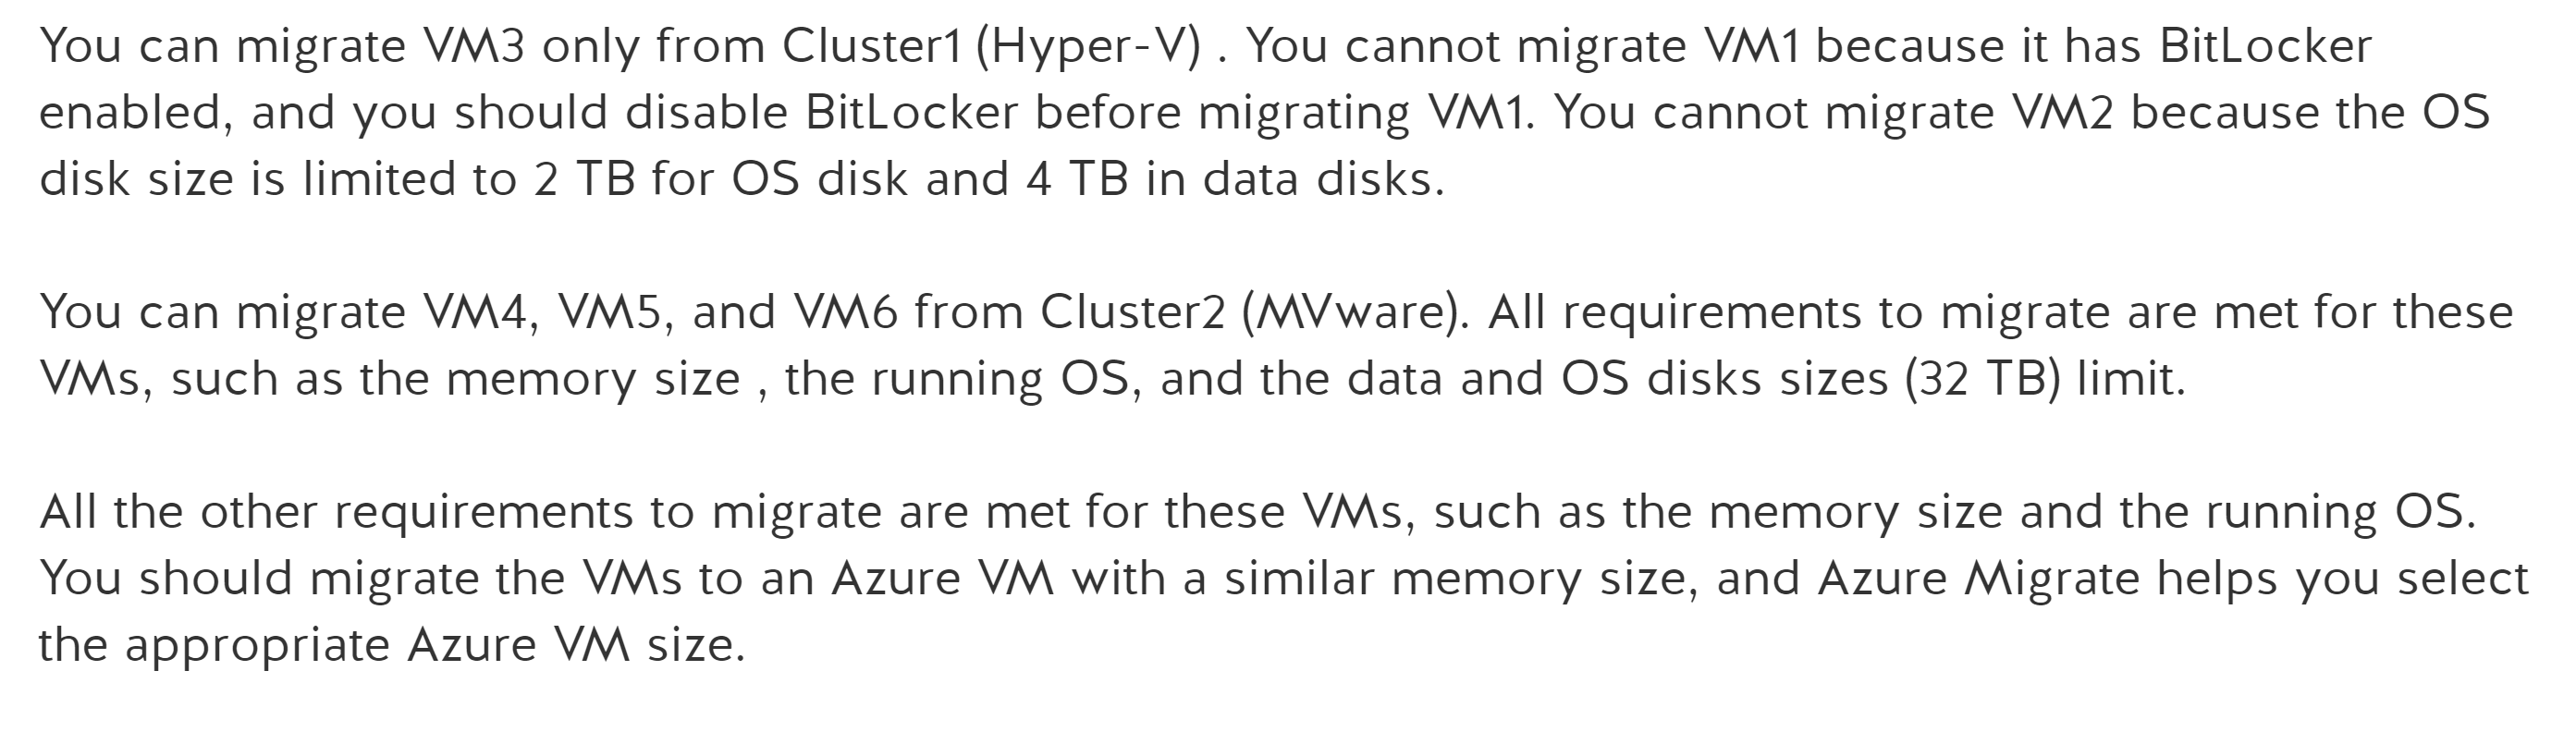 You can migrate VM3 only from Cluster1 (Hyper-V) . You cannot migrate VM1 because it has BitLocker
enabled, and you should disable BitLocker before migrating VM1. You cannot migrate VM2 because the OS
disk size is limited to 2 TB for OS disk and 4 TB in data disks.
You can migrate VM4, VM5, and VM6 from Cluster2 (MVware). All requirements to migrate are met for these
VMs, such as the memory size , the running OS, and the data and OS disks sizes (32 TB) limit.
All the other requirements to migrate are met for these VMs, such as the memory size and the running OS.
You should migrate the VMs to an Azure VM with a similar memory size, and Azure Migrate helps you select
the appropriate Azure VM size.